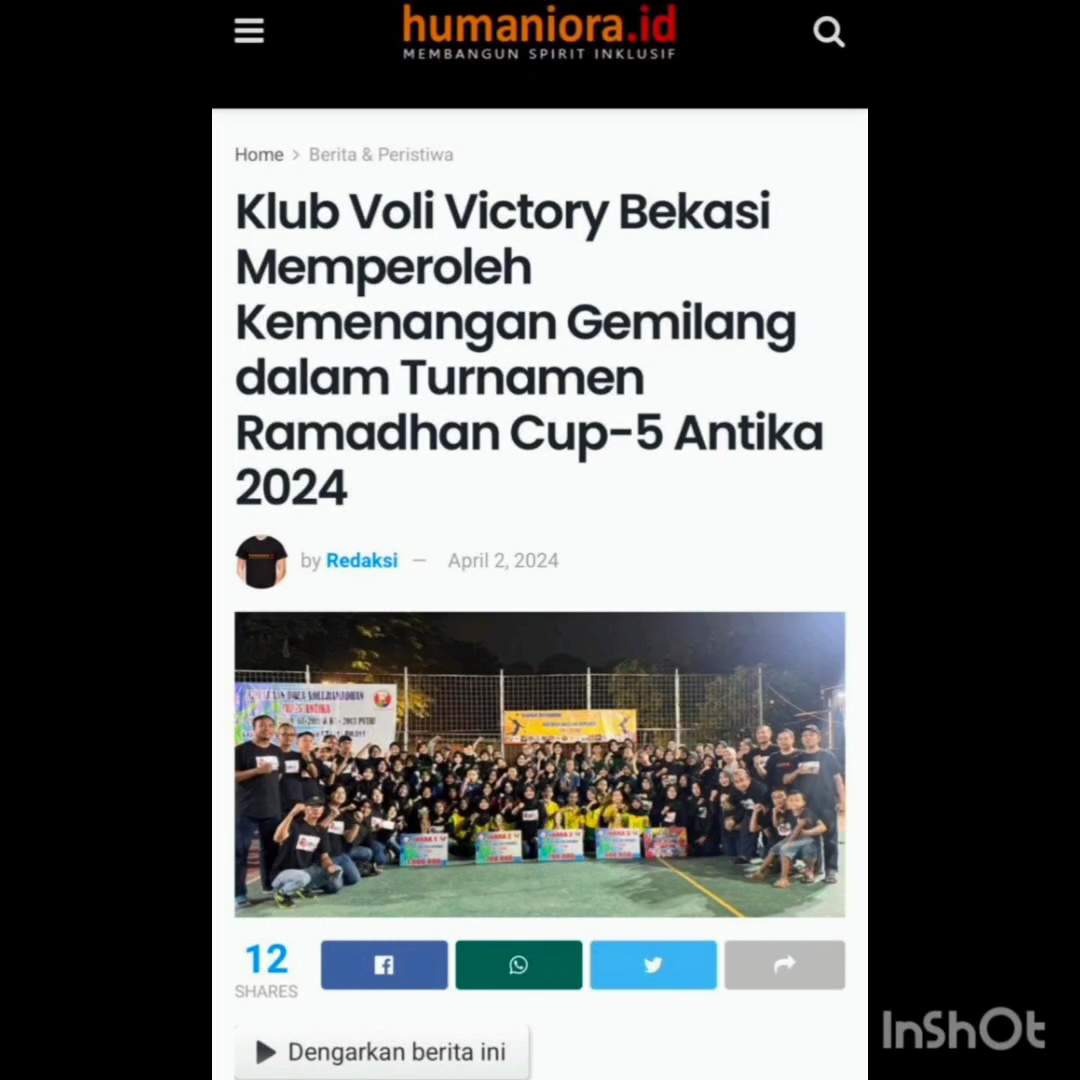 humaniora.id
MEMBANGUN SPIRIT INKLUSIF
Home > Berita & Peristiwa
Klub Voli Victory Bekasi
Memperoleh
Kemenangan Gemilang
dalam Turnamen
Ramadhan Cup-5 Antika
2024
by Redaksi — April 2, 2024
12
SHARES
Dengarkan berita ini
InShOt